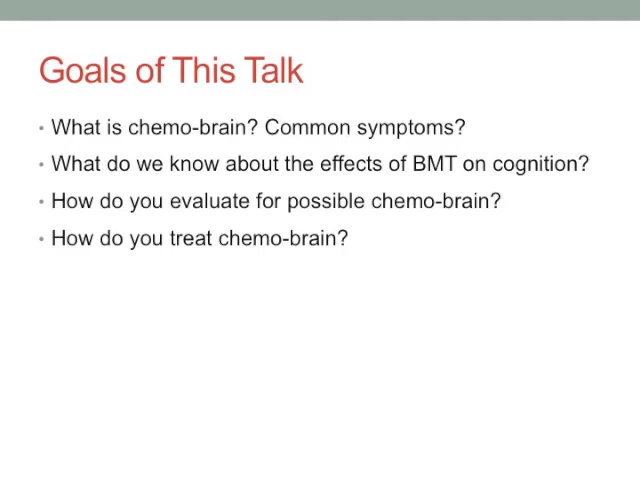 Goals of This Talk
• What is chemo-brain? Common symptoms?
• What do we know about the effects of BMT on cognition?
• How do you evaluate for possible chemo-brain?
• How do you treat chemo-brain?